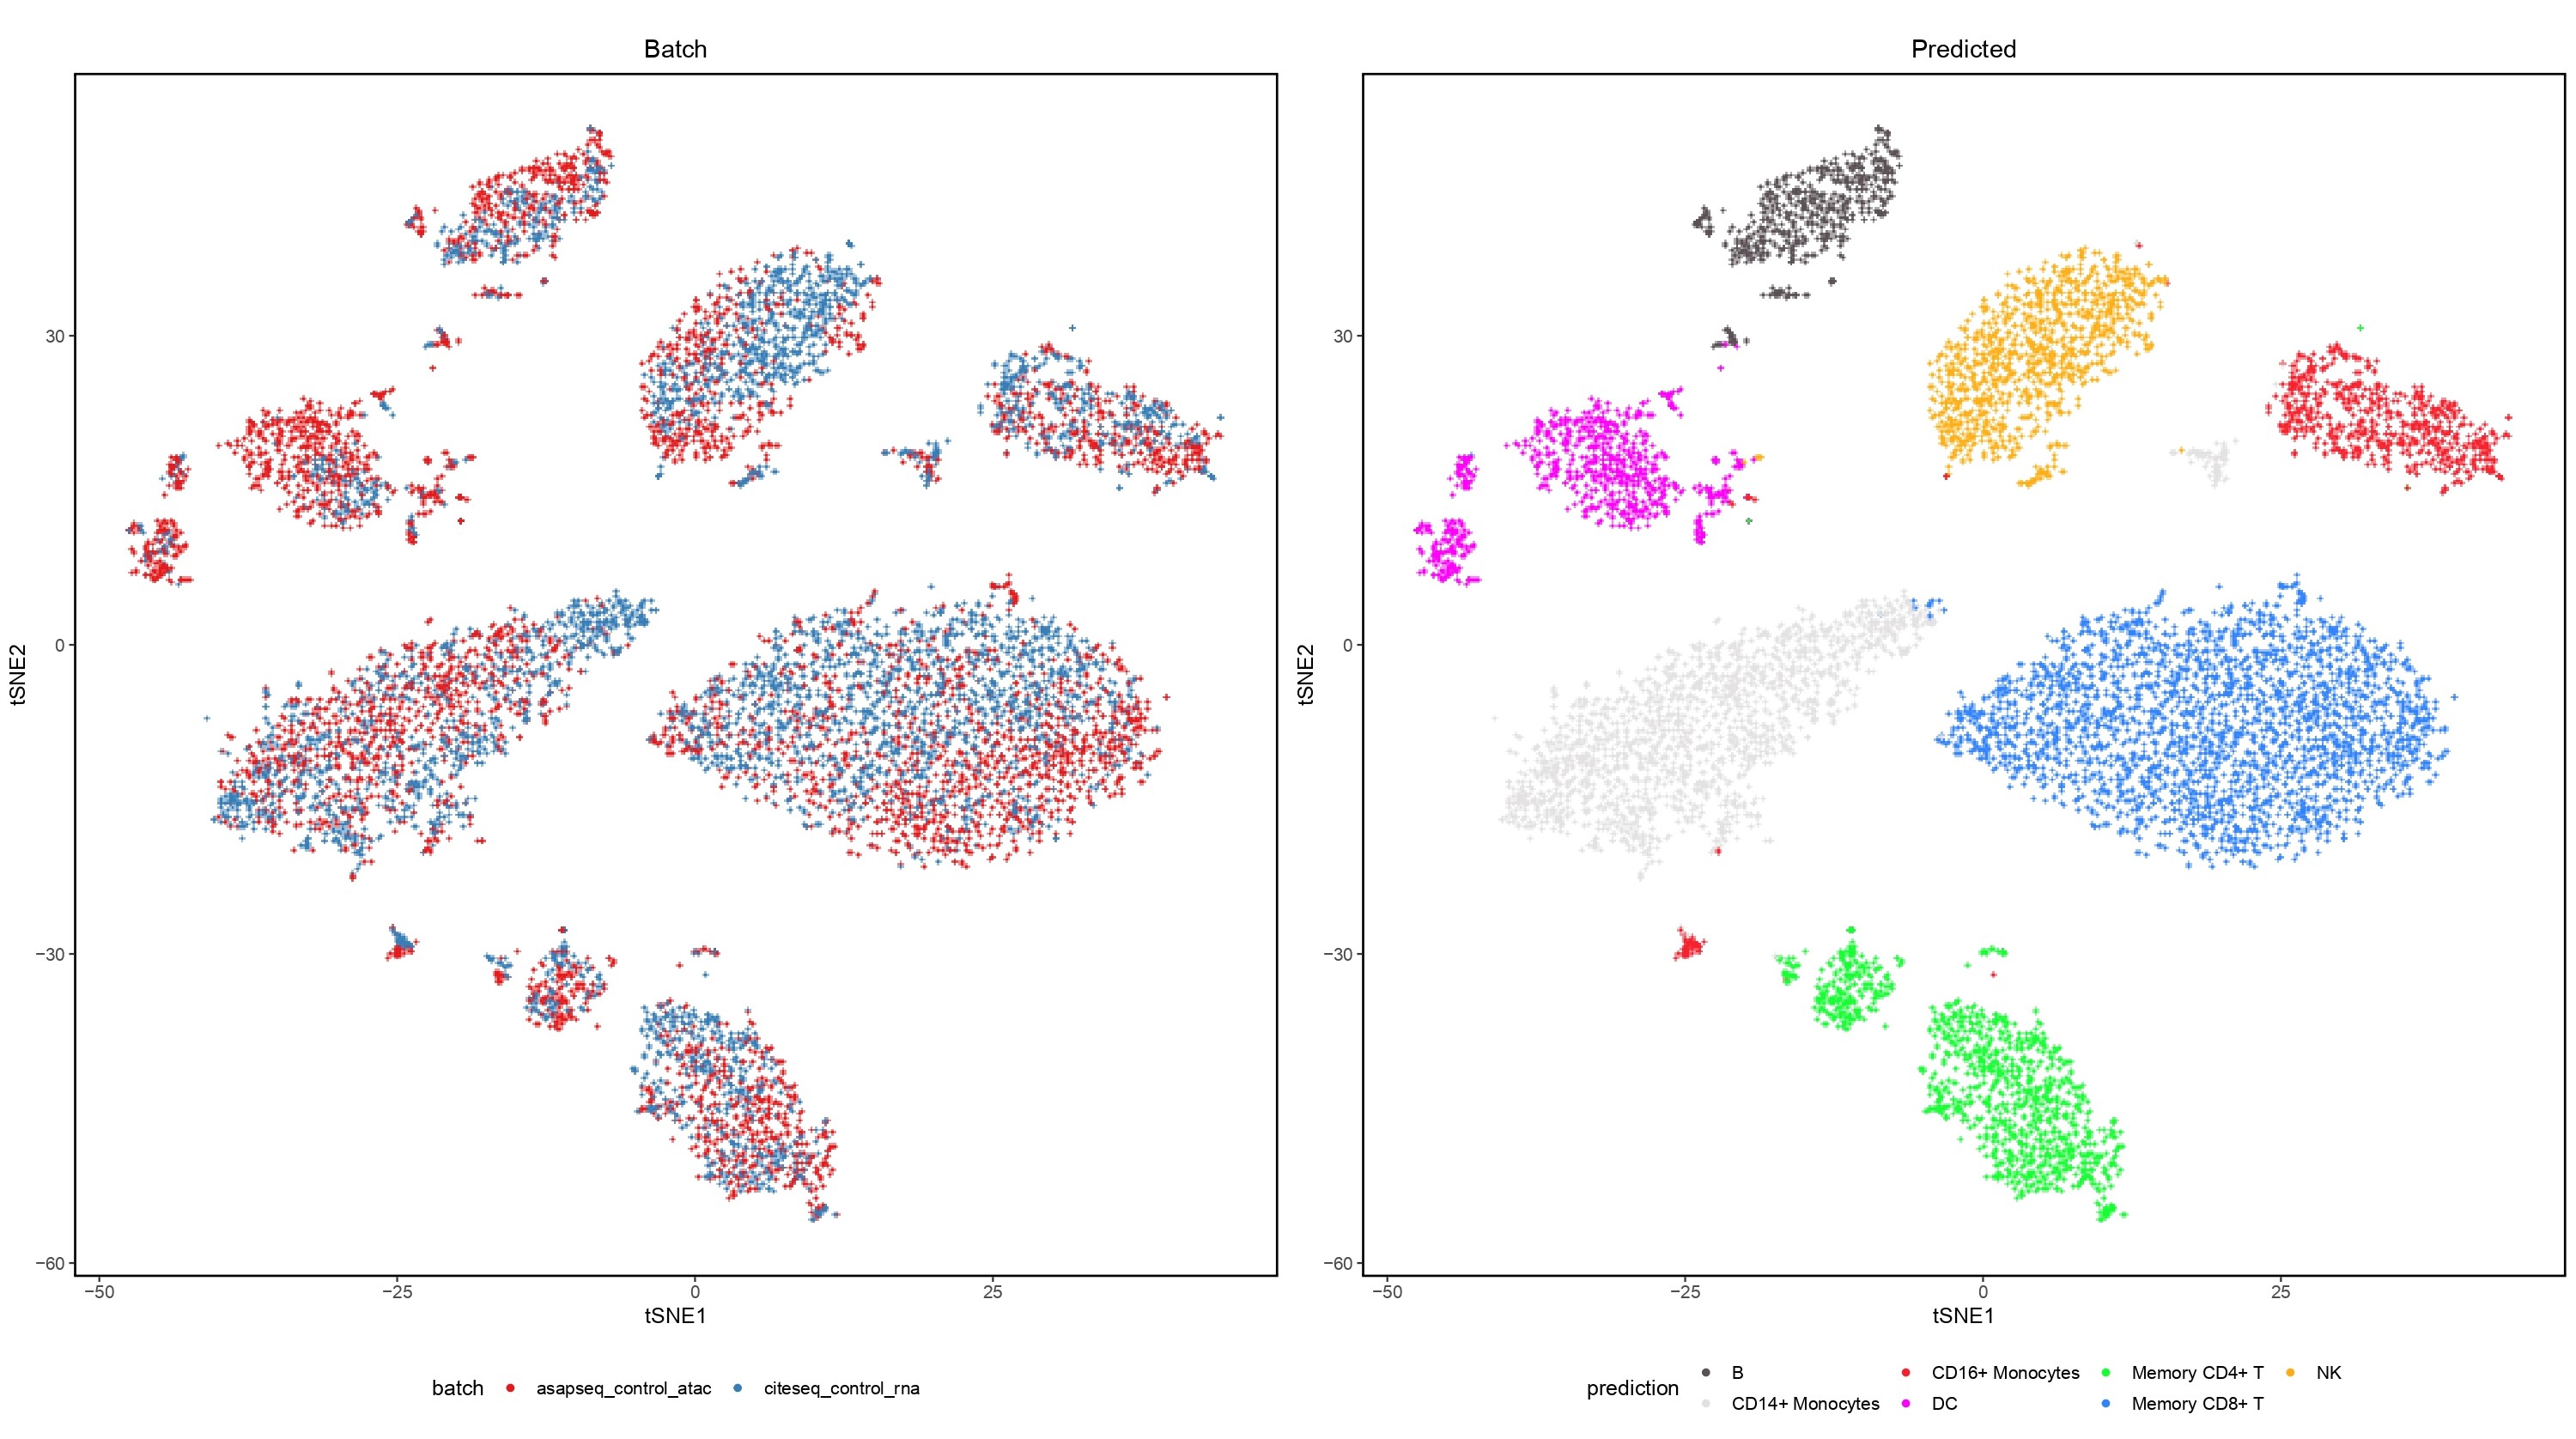 Batch
Predicted
30
0
−30
−60
−50
−25
0
25
tSNE1
tSNE2
30
0
−30
−60
−50
−25
0
25
tSNE1
tSNE2
batch asapseq_control_atac citeseq_control_rna
prediction
B CD16+ Monocytes Memory CD4+ T NK
CD14+ Monocytes DC Memory CD8+ T